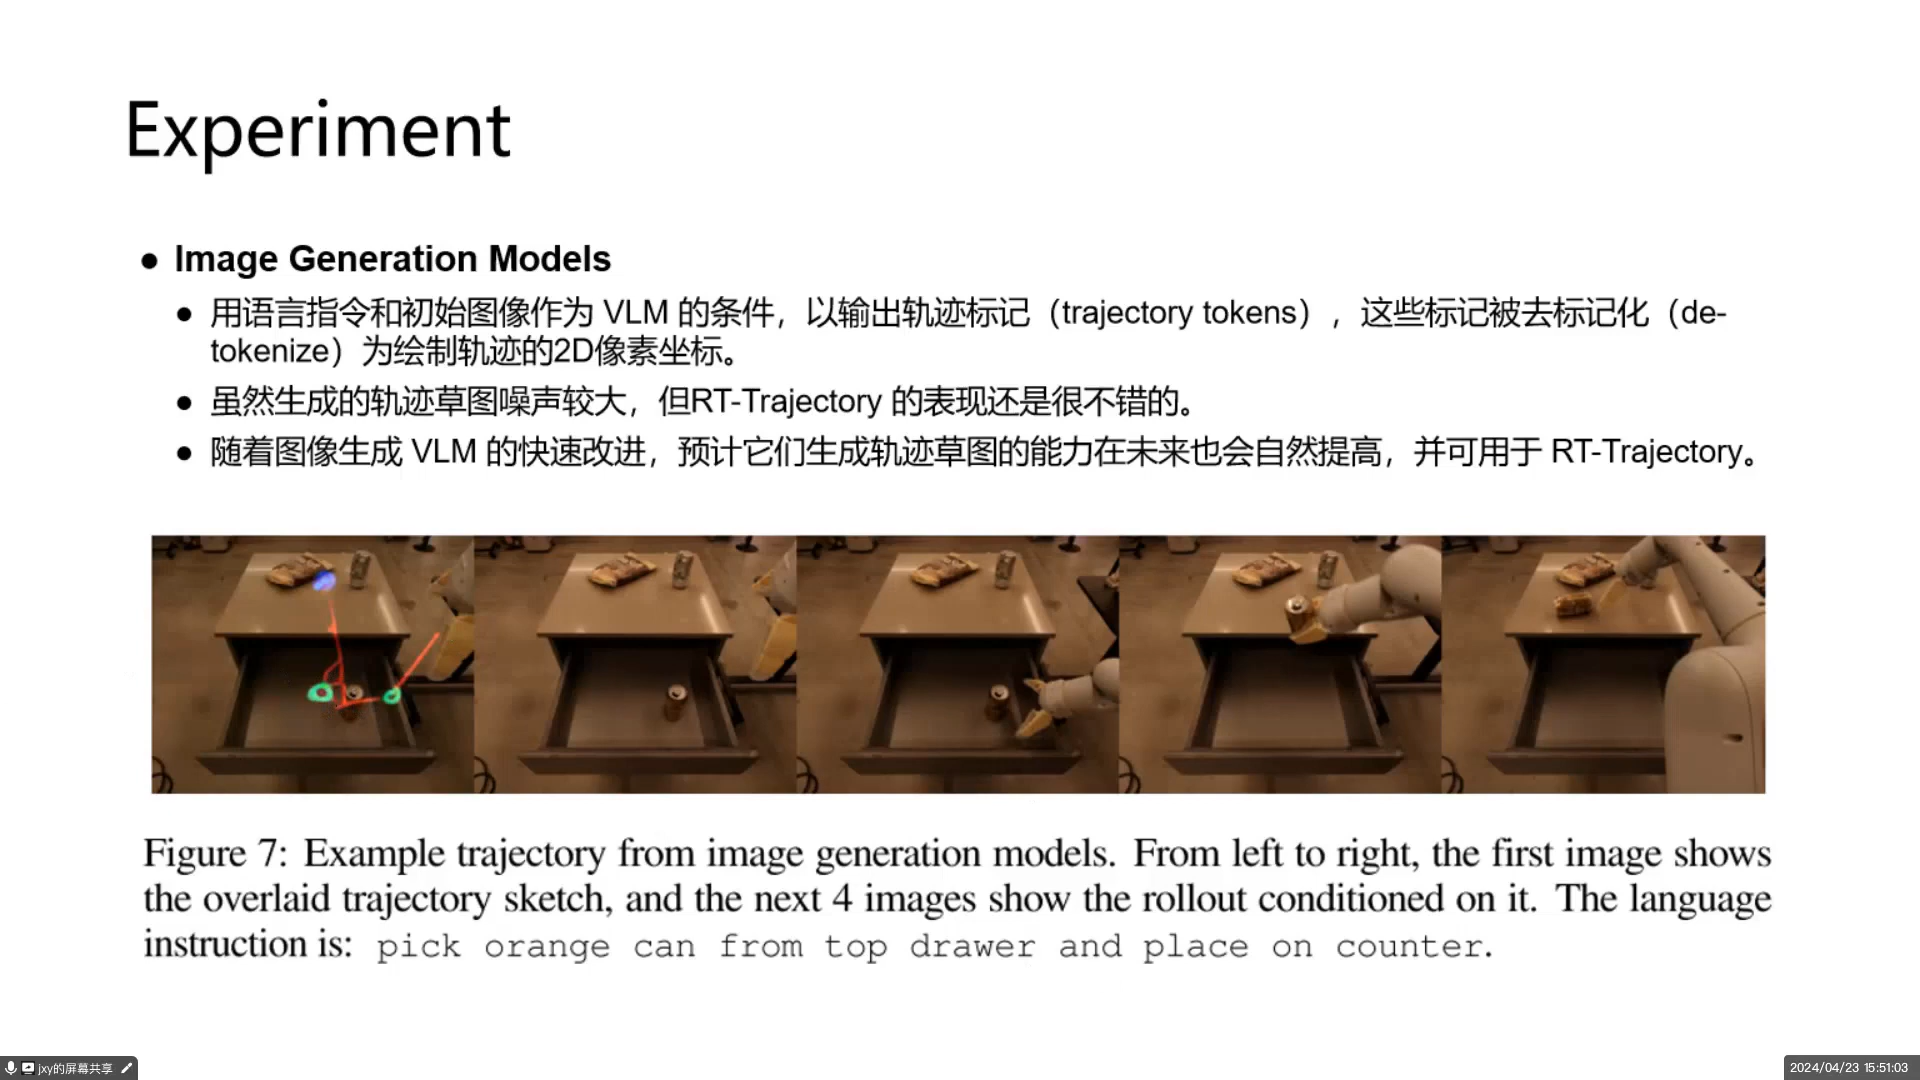 Experiment
● Image Generation Models
● 用语言指令和初始图像作为 VLM 的条件，以输出轨迹标记（trajectory tokens），这些标记被去标记化（de-
tokenize）为绘制轨迹的2D像素坐标。
● 虽然生成的轨迹草图噪声较大，但RT-Trajectory 的表现还是很不错的。
● 随着图像生成 VLM 的快速改进，预计它们生成轨迹草图的能力在未来也会自然提高，并可用于 RT-Trajectory。
Figure 7: Example trajectory from image generation models. From left to right, the first image shows
the overlaid trajectory sketch, and the next 4 images show the rollout conditioned on it. The language
instruction is: pick orange can from top drawer and place on counter.
jxy的屏幕共享
2024/04/23 15:51:03